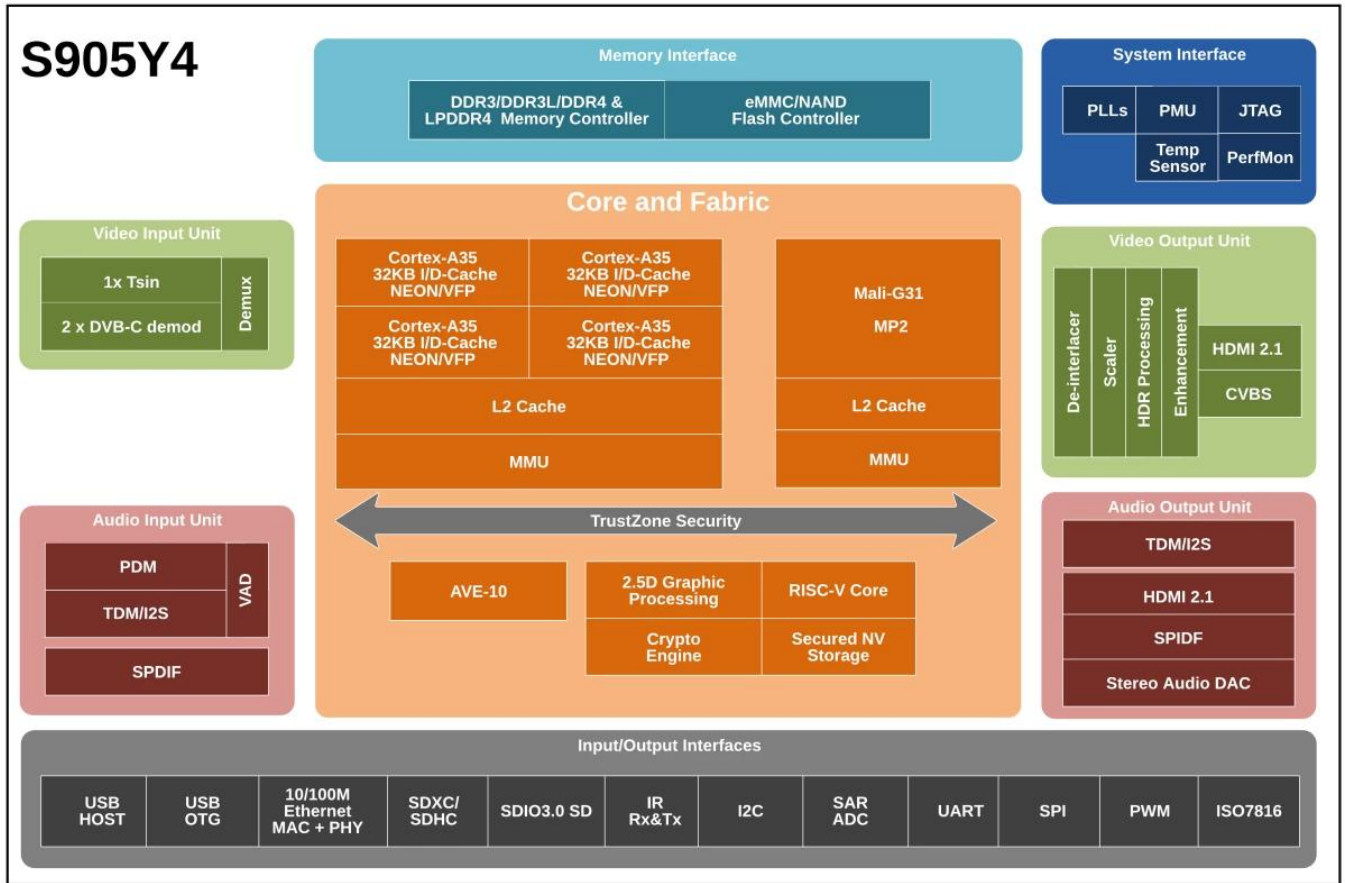 S905Y4
Memory Interface
DDR3/DDR3L/DDR4 &
LPDDR4 Memory Controller
eMMC/NAND
Flash Controller
System Interface
PLLs
PMU
JTAG
Temp
Sensor
PerfMon
Video Input Unit
1x Tsin
2 x DVB-C demod
Demux
Core and Fabric
Cortex-A35
32KB I/D-Cache
NEON/VFP
Cortex-A35
32KB I/D-Cache
NEON/VFP
Cortex-A35
32KB I/D-Cache
NEON/VFP
Cortex-A35
32KB I/D-Cache
NEON/VFP
L2 Cache
MMU
Mali-G31
MP2
L2 Cache
MMU
TrustZone Security
AVE-10
2.5D Graphic
Processing
RISC-V Core
Crypto
Engine
Secured NV
Storage
Video Output Unit
De-interlacer
Scaler
HDR Processing
Enhancement
HDMI 2.1
CVBS
Audio Input Unit
PDM
TDM/I2S
VAD
SPDIF
Audio Output Unit
TDM/I2S
HDMI 2.1
SPIDF
Stereo Audio DAC
Input/Output Interfaces
USB
HOST
USB
OTG
10/100M
Ethernet
MAC + PHY
SDXC/
SDHC
SDIO3.0 SD
IR
Rx&Tx
I2C
SAR
ADC
UART
SPI
PWM
ISO7816